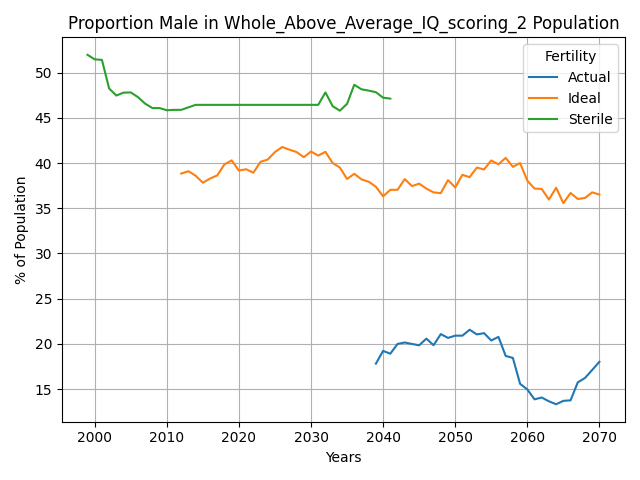 Proportion Male in Whole_Above_Average_IQ_scoring_2 Population
Fertility
Actual
Ideal
Sterile
% of Population
50
45
40
35
30
25
20
15
2000 2010 2020 2030 2040 2050 2060 2070
Years